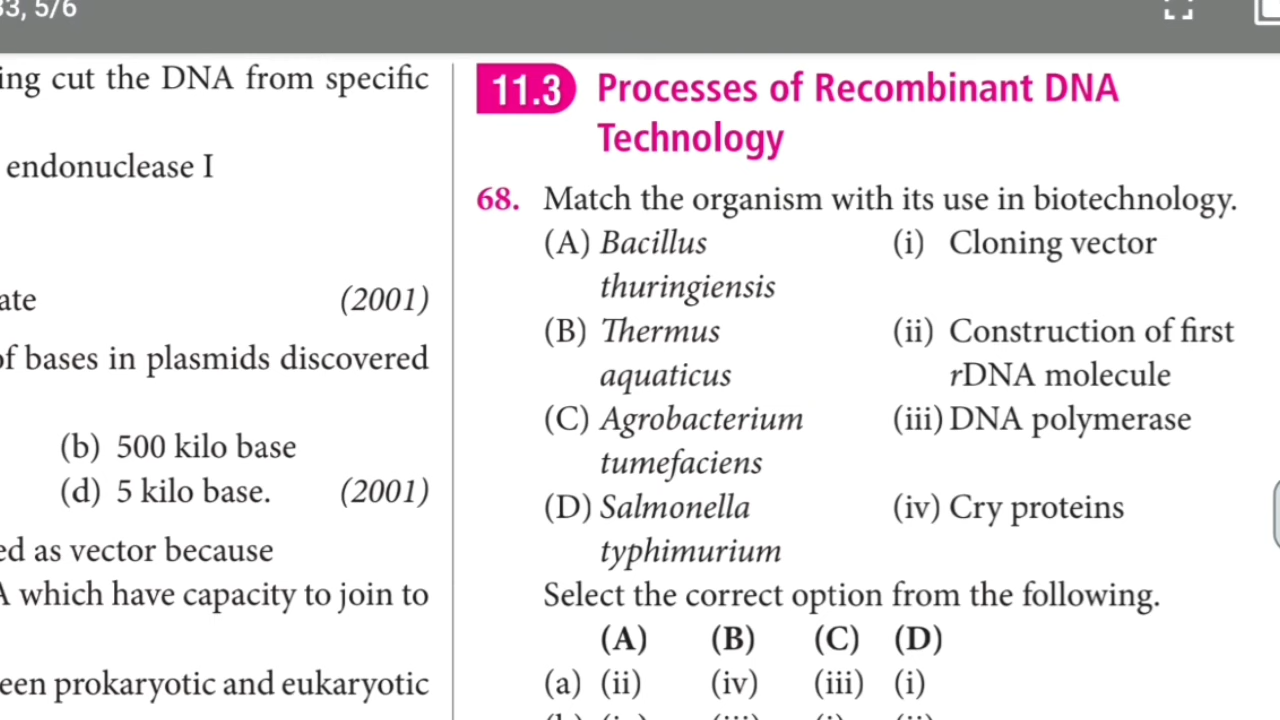 33, 5/6
ing cut the DNA from specific
endonuclease I
ate (2001)
of bases in plasmids discovered
(b) 500 kilo base
(d) 5 kilo base. (2001)
ed as vector because
A which have capacity to join to
een prokaryotic and eukaryotic
11.3 Processes of Recombinant DNA
Technology
68. Match the organism with its use in biotechnology.
(A) Bacillus (i) Cloning vector
thuringiensis
(B) Thermus (ii) Construction of first
aquaticus rDNA molecule
(C) Agrobacterium (iii) DNA polymerase
tumefaciens
(D) Salmonella (iv) Cry proteins
typhimurium
Select the correct option from the following.
(A) (B) (C) (D)
(a) (ii) (iv) (iii) (i)